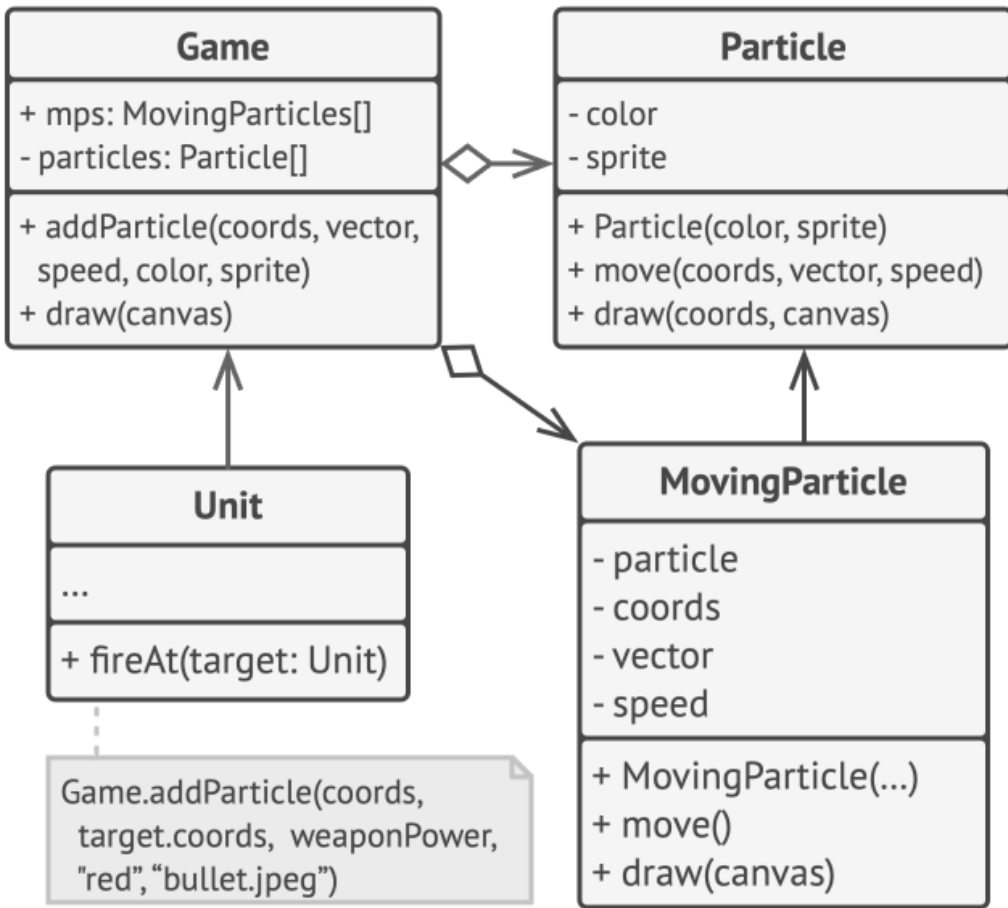 Game
+ mps: MovingParticles[]
- particles: Particle[]
+ addParticle(coords, vector,
speed, color, sprite)
+ draw(canvas)
Particle
- color
- sprite
+ Particle(color, sprite)
+ move(coords, vector, speed)
+ draw(coords, canvas)
Unit
...
+ fireAt(target: Unit)
Game.addParticle(coords,
target.coords, weaponPower,
"red",“bullet.jpeg”)
MovingParticle
- particle
- coords
- vector
- speed
+ MovingParticle(...)
+ move()
+ draw(canvas)